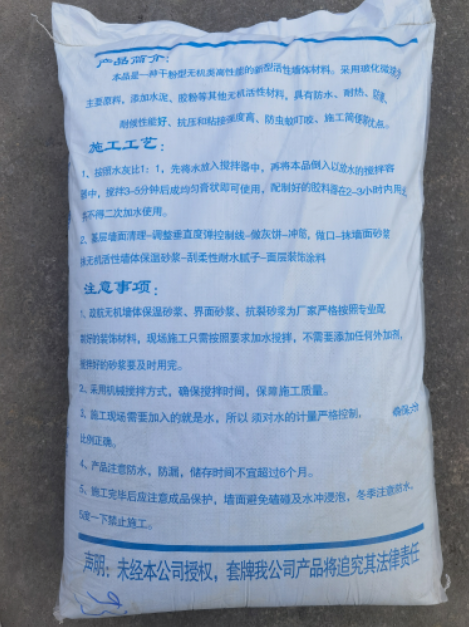 产品简介：
本品是一种干粉型无机类高性能的新型活性墙体材料。采用玻化微珠为
主要原料，添加水泥、胶粉等其他无机活性材料，具有防水、耐热、防潮、
耐候性能好、抗压和粘接强度高、防虫蚁叮咬、施工简便等优点。
施工工艺：
1、按照水灰比1：1，先将水放入搅拌器中，再将本品倒入以放水的搅拌容
器中，搅拌3-5分钟后成均匀膏状即可使用，配制好的胶料器在2-3小时内用完
不得二次加水使用。
2、基层墙面清理-调整垂直度弹控制线-做灰饼-冲筋，做口-抹墙面砂浆
抹无机活性墙体保温砂浆-刮柔性耐水腻子-面层装饰涂料
注意事项：
1、航无机墙体保温砂浆、界面砂浆、抗裂砂浆为厂家严格按照专业配
制好的装饰材料，现场施工只需按照要求加水搅拌，不需要添加任何外加剂，
搅拌好的砂浆要及时用完。
2、采用机械搅拌方式，确保搅拌时间，保障施工质量。
3、施工现场需要加入的就是水，所以 须对水的计量严格控制， 确保水分
比例正确。
4、产品注意防水，防漏，储存时间不宜超过6个月。
5、施工完毕后应注意成品保护，墙面避免磕碰及水冲浸泡，冬季注意防水，
5度一下禁止施工。
声明：未经本公司授权，套牌我公司产品将追究其法律责任